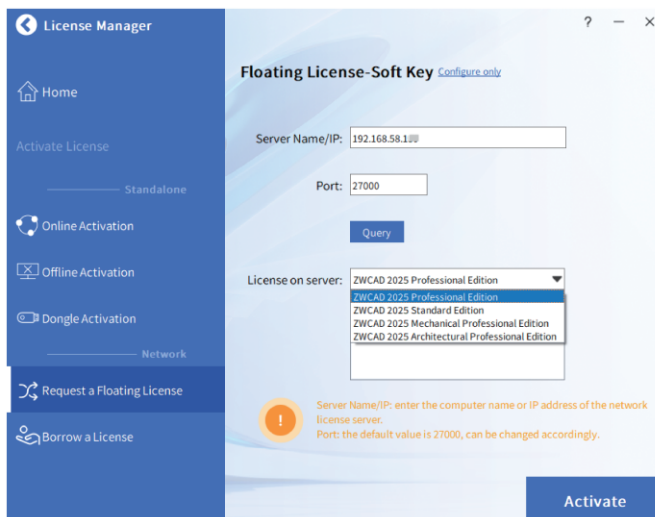 License Manager
? — ×
Home
Activate License
Standalone
Online Activation
Offline Activation
Dongle Activation
Network
Request a Floating License
Borrow a License
Floating License-Soft Key Configure only
Server Name/IP: 192.168.58.1
Port: 27000
Query
License on server: ZWCAD 2025 Professional Edition
ZWCAD 2025 Professional Edition
ZWCAD 2025 Standard Edition
ZWCAD 2025 Mechanical Professional Edition
ZWCAD 2025 Architectural Professional Edition
!
Server Name/IP: enter the computer name or IP address of the network
license server.
Port: the default value is 27000, can be changed accordingly.
Activate